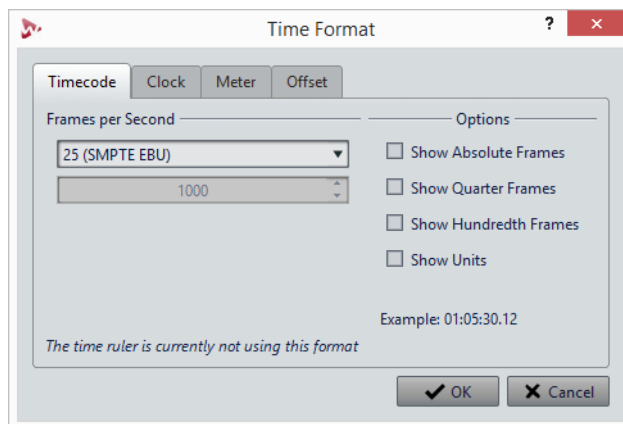 Time Format
?
Timecode Clock Meter Offset
Frames per Second Options
25 (SMPTE EBU) Show Absolute Frames
1000 Show Quarter Frames
Show Hundredth Frames
Show Units
Example: 01:05:30.12
The time ruler is currently not using this format
OK Cancel